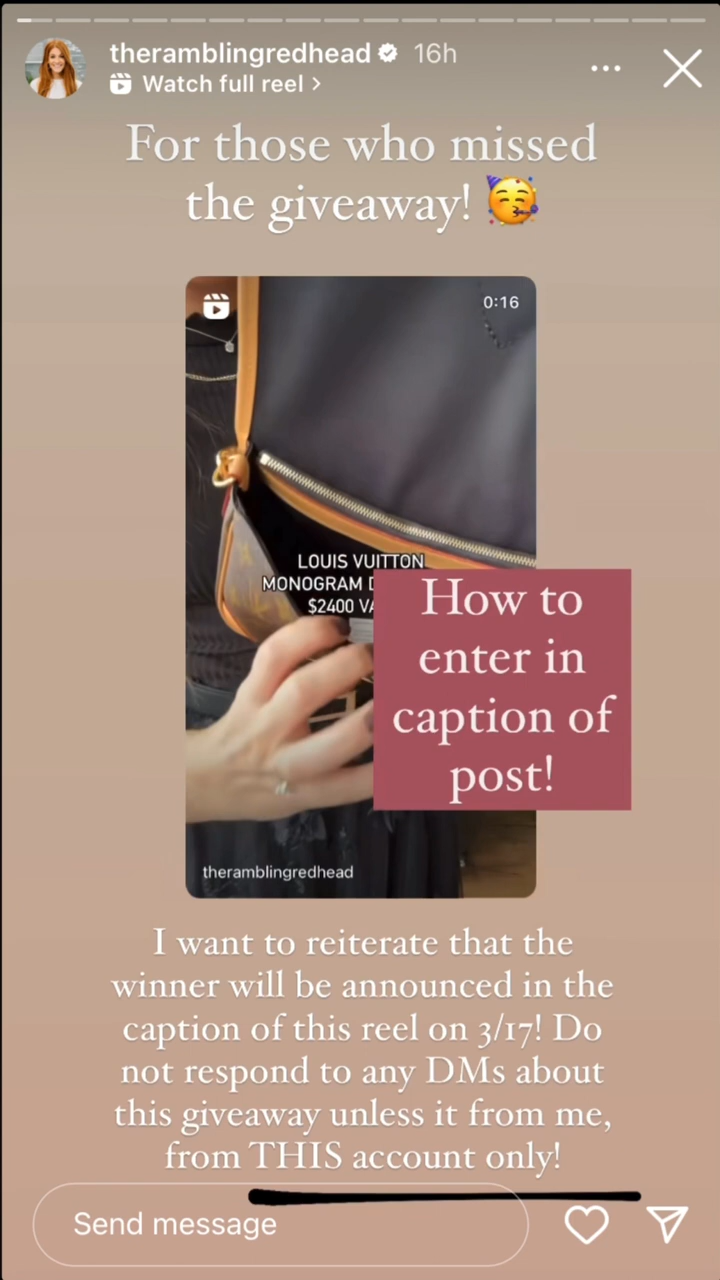 theramblingredhead 16h
Watch full reel >
For those who missed
the giveaway! 🥳
0:16
LOUIS VUITTON
MONOGRAM
$2400
How to
enter in
caption of
post!
theramblingredhead
I want to reiterate that the
winner will be announced in the
caption of this reel on 3/17! Do
not respond to any DMs about
this giveaway unless it from me,
from THIS account only!
Send message